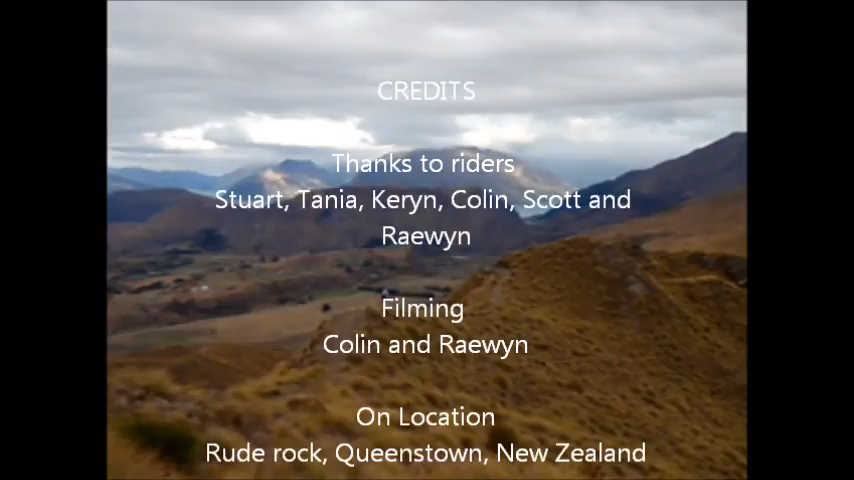 CREDITS
Thanks to riders
Stuart, Tania, Keryn, Colin, Scott and
Raewyn
Filming
Colin and Raewyn
On Location
Rude rock, Queenstown, New Zealand